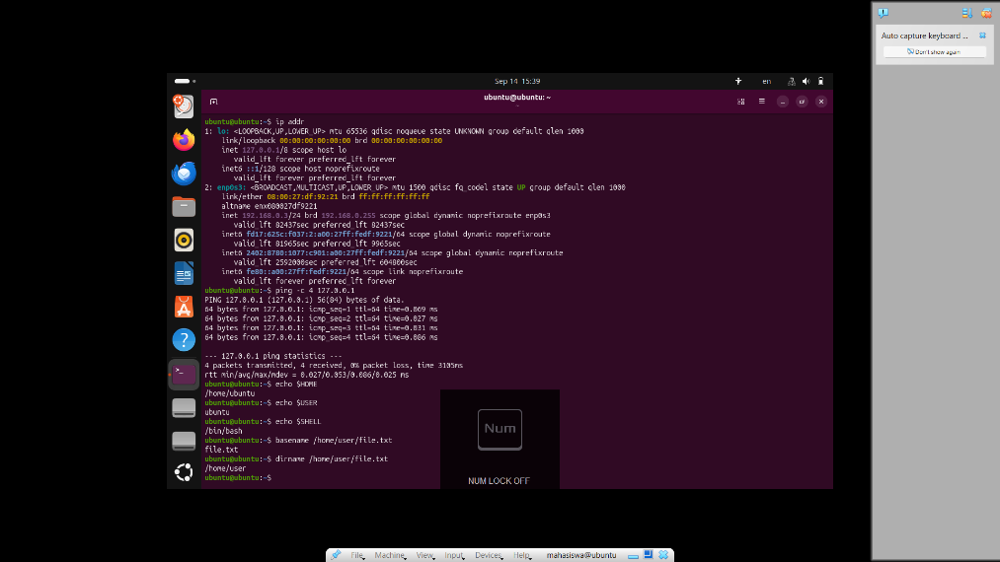 Auto capture keyboard ...
Don't show again
Sep 14 15:39
en
ubuntu@ubuntu: ~
ubuntu@ubuntu:~$ ip addr
1: lo: <LOOPBACK,UP,LOWER_UP> mtu 65536 qdisc noqueue state UNKNOWN group default qlen 1000
link/loopback 00:00:00:00:00:00 brd 00:00:00:00:00:00
inet 127.0.0.1/8 scope host lo
valid_lft forever preferred_lft forever
inet6 ::1/128 scope host noprefixroute
valid_lft forever preferred_lft forever
2: enp0s3: <BROADCAST,MULTICAST,UP,LOWER_UP> mtu 1500 qdisc fq_codel state UP group default qlen 1000
link/ether 08:00:27:df:92:21 brd ff:ff:ff:ff:ff:ff
altname enx080027df9221
inet 192.168.0.3/24 brd 192.168.0.255 scope global dynamic noprefixroute enp0s3
valid_lft 82437sec preferred_lft 82437sec
inet6 fd17:625c:f037:2:a00:27ff:fedf:9221/64 scope global dynamic noprefixroute
valid_lft 81965sec preferred_lft 9965sec
inet6 2402:8780:1077:c901:a00:27ff:fedf:9221/64 scope global dynamic noprefixroute
valid_lft 2592000sec preferred_lft 604800sec
inet6 fe80::a00:27ff:fedf:9221/64 scope link noprefixroute
valid_lft forever preferred_lft forever
ubuntu@ubuntu:~$ ping -c 4 127.0.0.1
PING 127.0.0.1 (127.0.0.1) 56(84) bytes of data.
64 bytes from 127.0.0.1: icmp_seq=1 ttl=64 time=0.069 ms
64 bytes from 127.0.0.1: icmp_seq=2 ttl=64 time=0.027 ms
64 bytes from 127.0.0.1: icmp_seq=3 ttl=64 time=0.031 ms
64 bytes from 127.0.0.1: icmp_seq=4 ttl=64 time=0.086 ms
--- 127.0.0.1 ping statistics ---
4 packets transmitted, 4 received, 0% packet loss, time 3105ms
rtt min/avg/max/mdev = 0.027/0.053/0.086/0.025 ms
ubuntu@ubuntu:~$ echo $HOME
/home/ubuntu
ubuntu@ubuntu:~$ echo $USER
ubuntu
ubuntu@ubuntu:~$ echo $SHELL
/bin/bash
ubuntu@ubuntu:~$ basename /home/user/file.txt
file.txt
ubuntu@ubuntu:~$ dirname /home/user/file.txt
/home/user
ubuntu@ubuntu:~$
Num
NUM LOCK OFF
File Machine View Input Devices Help mahasiswa@ubuntu